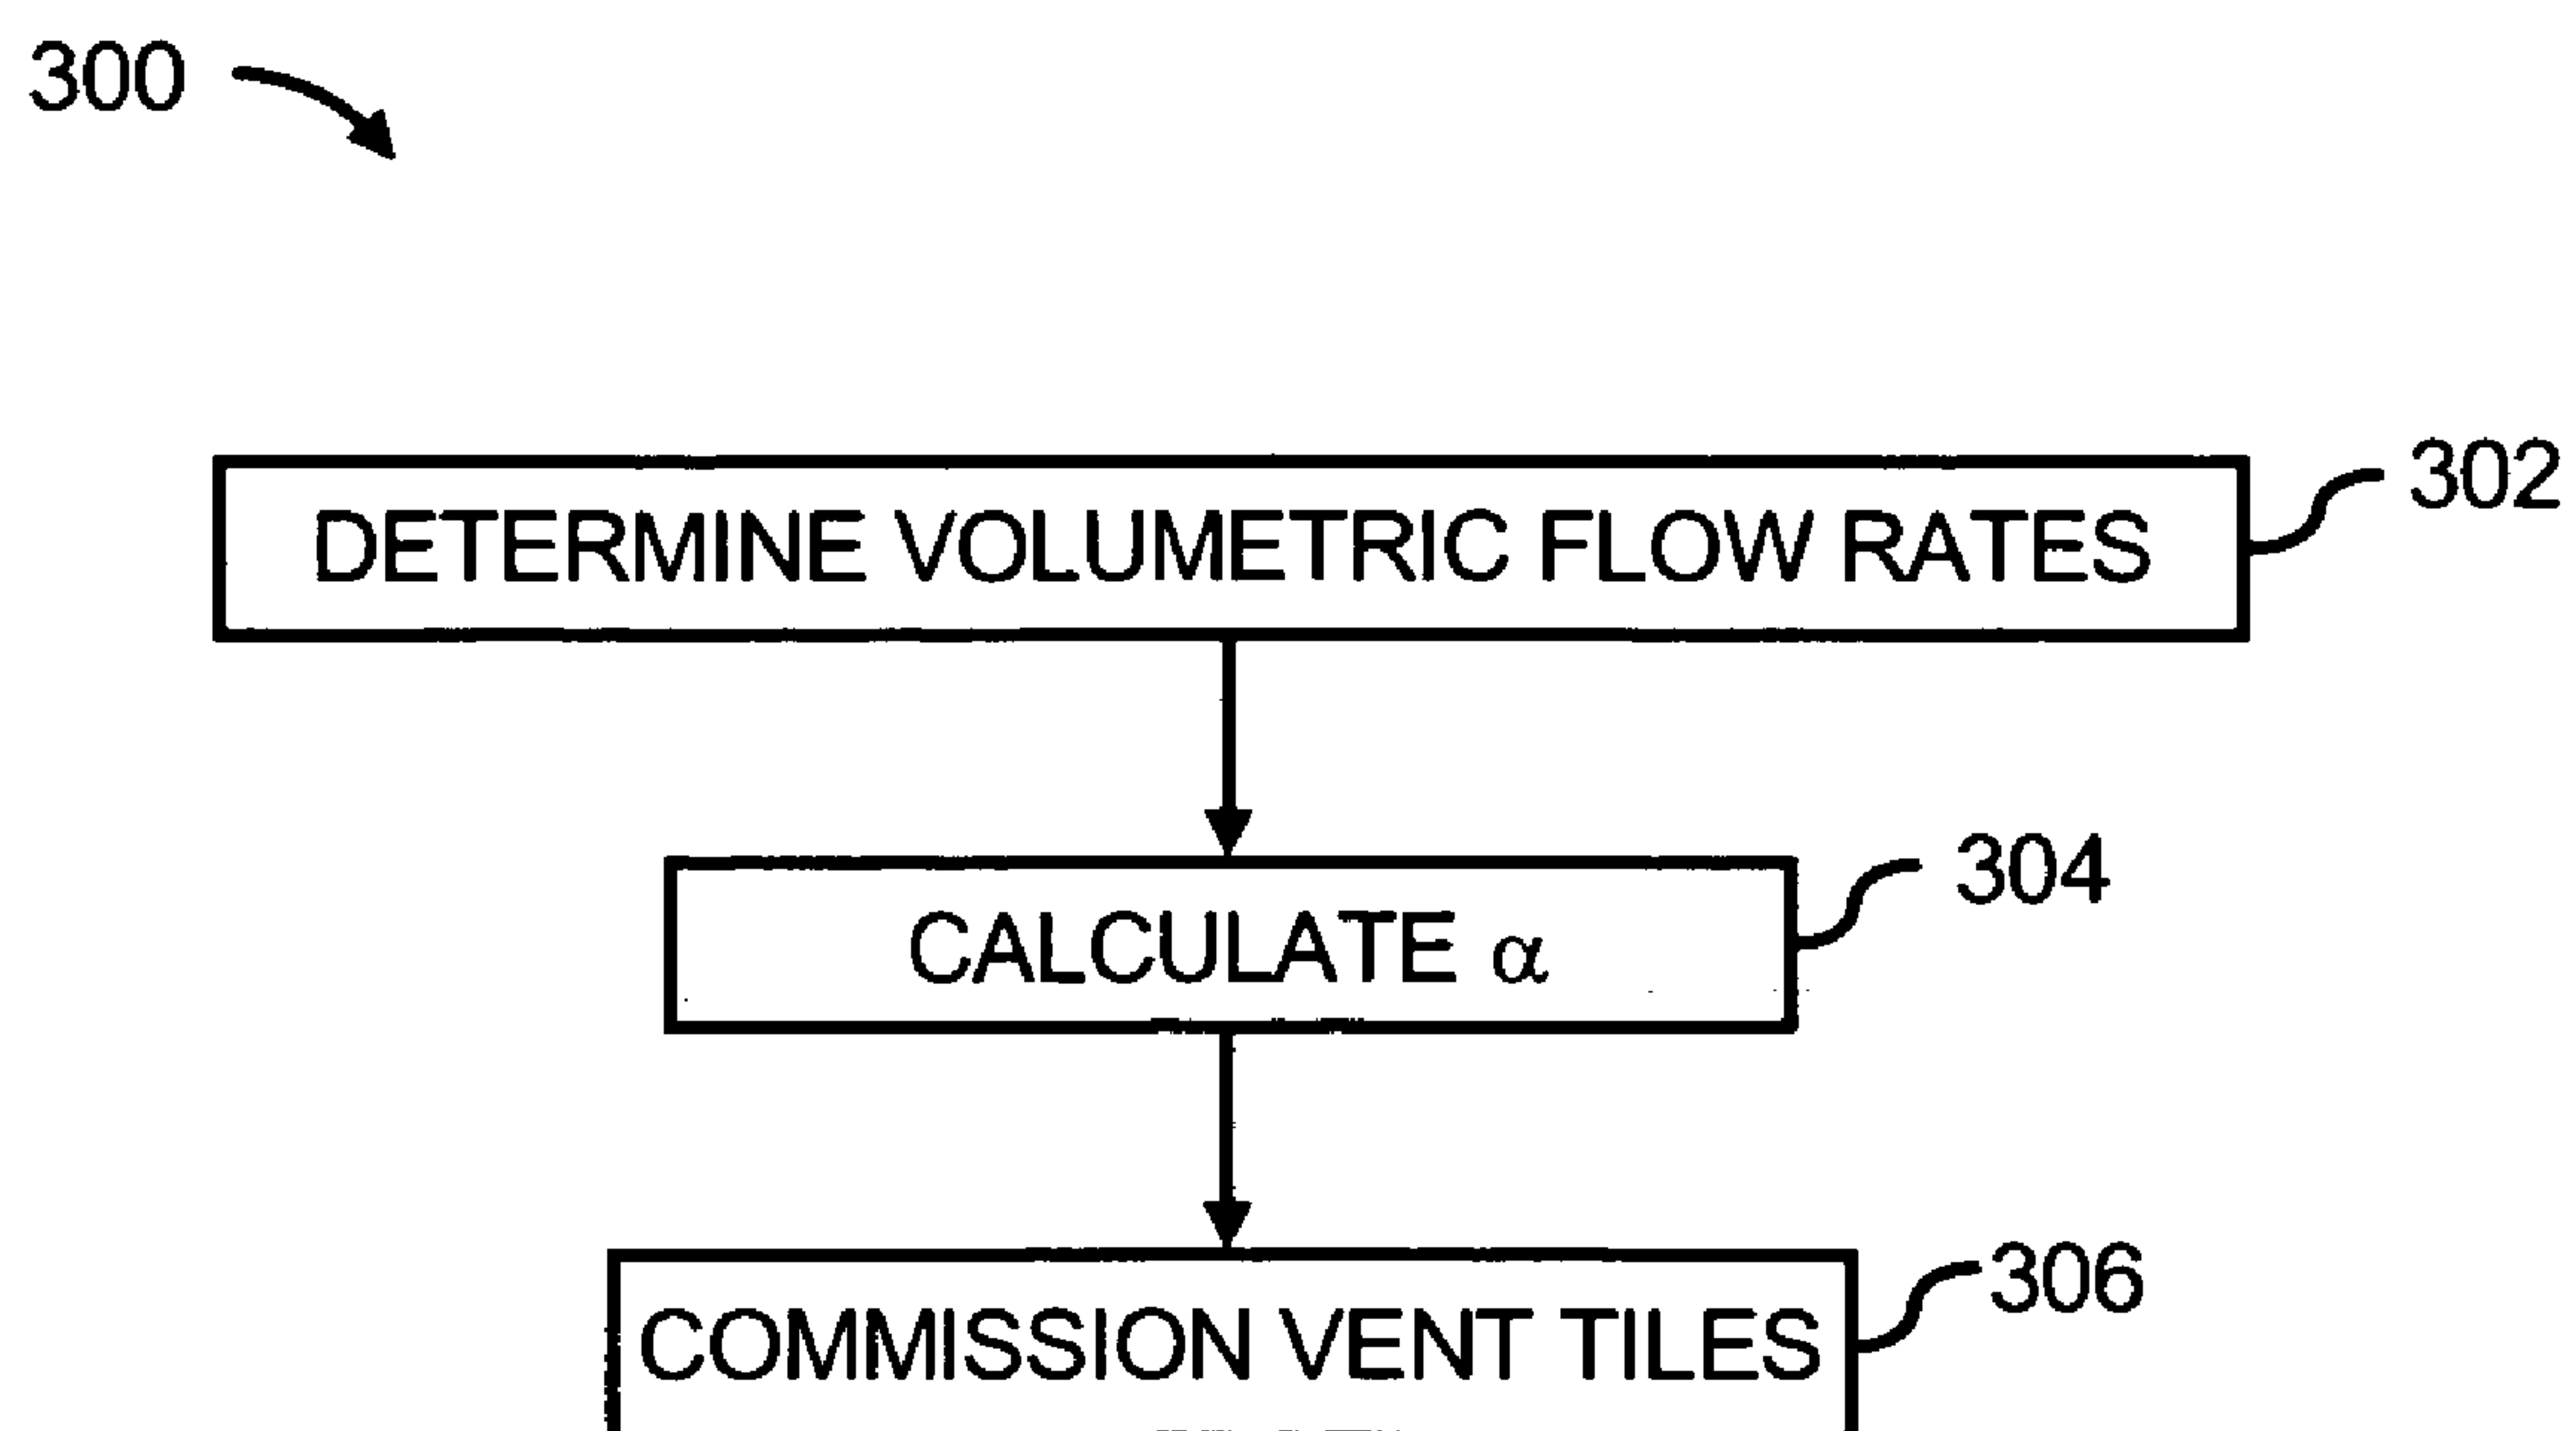 300
302
DETERMINE VOLUMETRIC FLOW RATES
304
CALCULATE α
306
COMMISSION VENT TILES